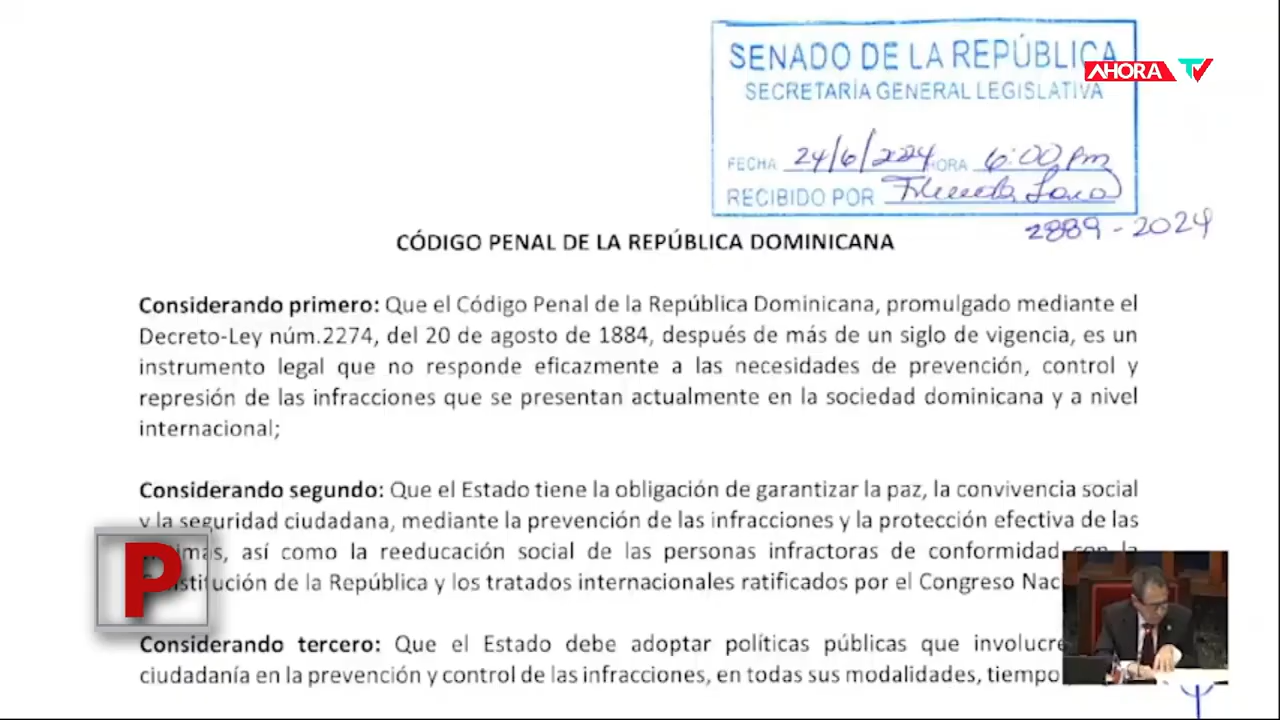 SENADO DE LA REPÚBLICA
AHORA TV
SECRETARÍA GENERAL LEGISLATIVA
FECHA 24/6/2024 HORA 6:00 pm
RECIBIDO POR
2889-2024
CÓDIGO PENAL DE LA REPÚBLICA DOMINICANA
Considerando primero: Que el Código Penal de la República Dominicana, promulgado mediante el
Decreto-Ley núm.2274, del 20 de agosto de 1884, después de más de un siglo de vigencia, es un
instrumento legal que no responde eficazmente a las necesidades de prevención, control y
represión de las infracciones que se presentan actualmente en la sociedad dominicana y a nivel
internacional;
Considerando segundo: Que el Estado tiene la obligación de garantizar la paz, la convivencia social
y la seguridad ciudadana, mediante la prevención de las infracciones y la protección efectiva de las
así como la reeducación social de las personas infractoras de conformidad con la
de la República y los tratados internacionales ratificados por el Congreso
P
Considerando tercero: Que el Estado debe adoptar políticas públicas que
ciudadanía en la prevención y control de las infracciones, en todas sus modalidades,